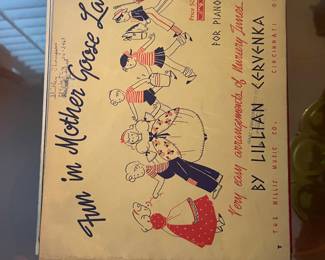 Fun in Mother Goose La
Price 50
FOR PIANO
Very easy arrangements of Nursery Tunes
BY LILLIAN CERVENKA
THE WILLIS MUSIC CO.
CINCINNATI O